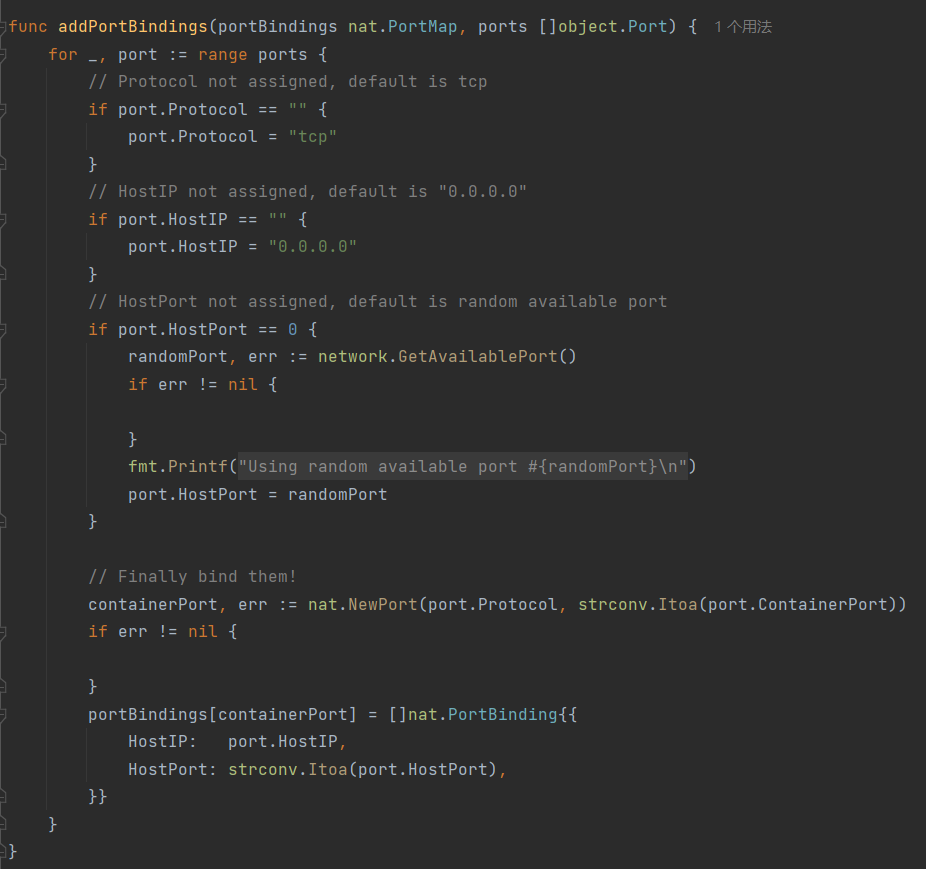 func addPortBindings(portBindings nat.PortMap, ports []object.Port) { 1 个用法
    for _, port := range ports {
        // Protocol not assigned, default is tcp
        if port.Protocol == "" {
            port.Protocol = "tcp"
        }
        // HostIP not assigned, default is "0.0.0.0"
        if port.HostIP == "" {
            port.HostIP = "0.0.0.0"
        }
        // HostPort not assigned, default is random available port
        if port.HostPort == 0 {
            randomPort, err := network.GetAvailablePort()
            if err != nil {

            }
            fmt.Printf("Using random available port #{randomPort}\n")
            port.HostPort = randomPort
        }

        // Finally bind them!
        containerPort, err := nat.NewPort(port.Protocol, strconv.Itoa(port.ContainerPort))
        if err != nil {

        }
        portBindings[containerPort] = []nat.PortBinding{{
            HostIP:   port.HostIP,
            HostPort: strconv.Itoa(port.HostPort),
        }}
    }
}